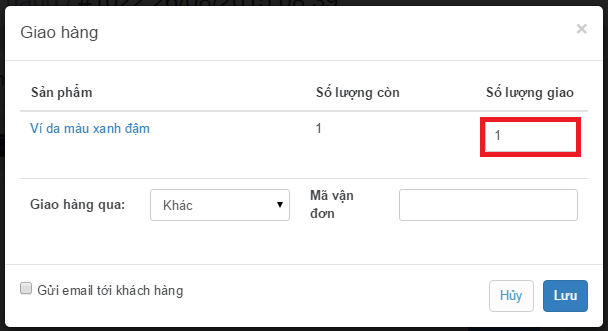 Giao hàng ×
Sản phẩm Số lượng còn Số lượng giao
Ví da màu xanh đậm 1 1
Giao hàng qua: Khác Mã vận đơn
Gửi email tới khách hàng Hủy Lưu